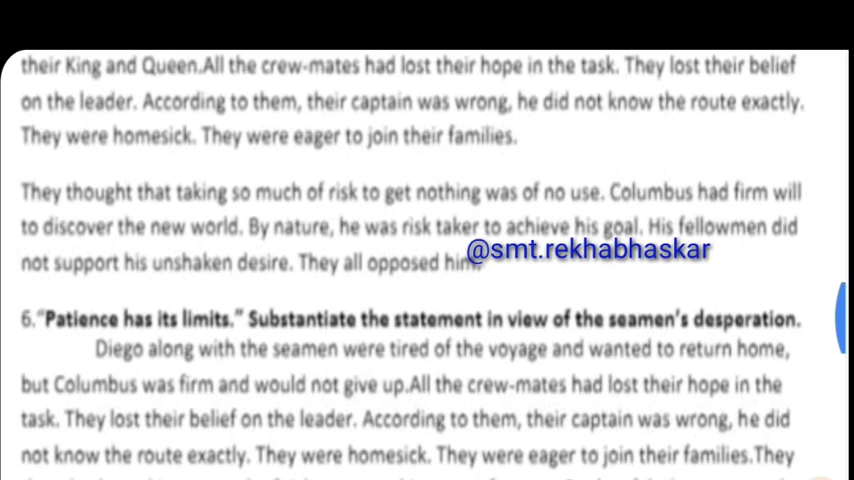 their King and Queen.All the crew-mates had lost their hope in the task. They lost their belief
on the leader. According to them, their captain was wrong, he did not know the route exactly.
They were homesick. They were eager to join their families.
They thought that taking so much of risk to get nothing was of no use. Columbus had firm will
to discover the new world. By nature, he was risk taker to achieve his goal. His fellowmen did
not support his unshaken desire. They all opposed him.
@smt.rekhabhaskar
6."Patience has its limits." Substantiate the statement in view of the seamen's desperation.
Diego along with the seamen were tired of the voyage and wanted to return home,
but Columbus was firm and would not give up.All the crew-mates had lost their hope in the
task. They lost their belief on the leader. According to them, their captain was wrong, he did
not know the route exactly. They were homesick. They were eager to join their families.They